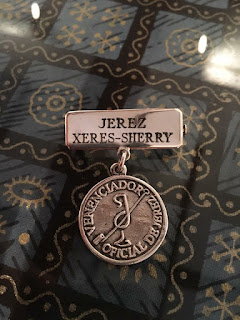 JEREZ
XERES-SHERRY
VENENCIADOR
OFICIAL DE JEREZ